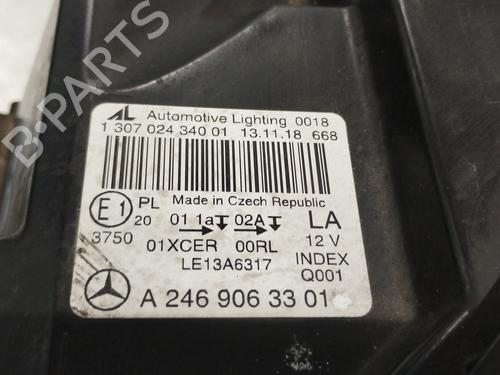 AL Automotive Lighting 0018
1 307 024 340 01 13.11.18 668
Made in Czech Republic
E1 PL 01 1a 02A LA
20
3750 01XCER 00RL 12 V
LE13A6317 INDEX
Q001
A 246 906 33 01
B-PARTS